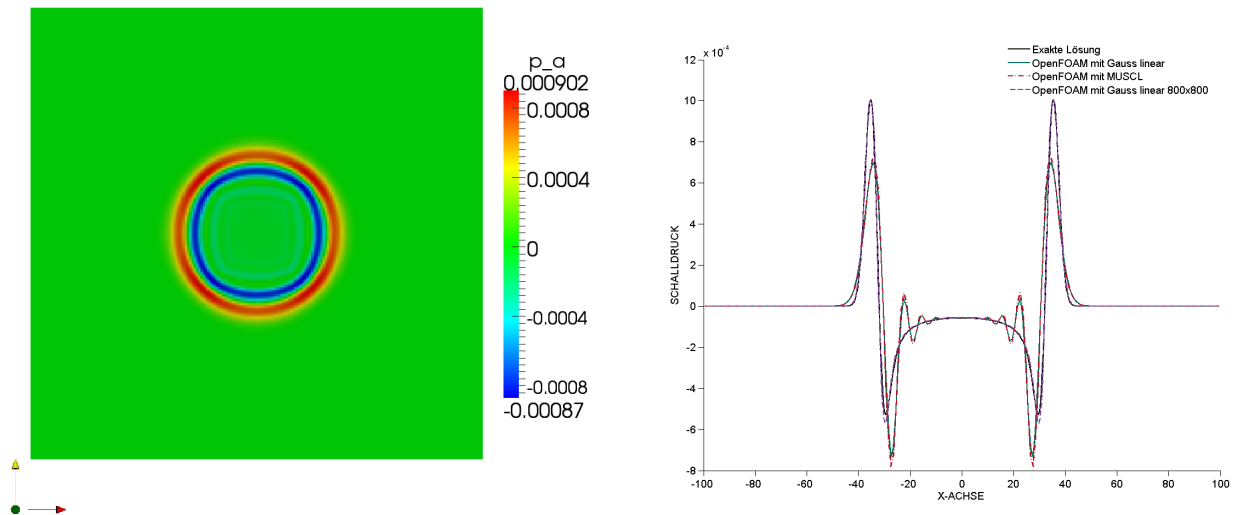 p_a
0.000902
0.0008
0.0004
0
-0.0004
-0.0008
-0.00087
x 10^-4
12
10
8
6
4
2
0
-2
-4
-6
-8
SCHALLDRUCK
-100 -80 -60 -40 -20 0 20 40 60 80 100
X-ACHSE
Exakte Lösung
OpenFOAM mit Gauss linear
OpenFOAM mit MUSCL
OpenFOAM mit Gauss linear 800x800